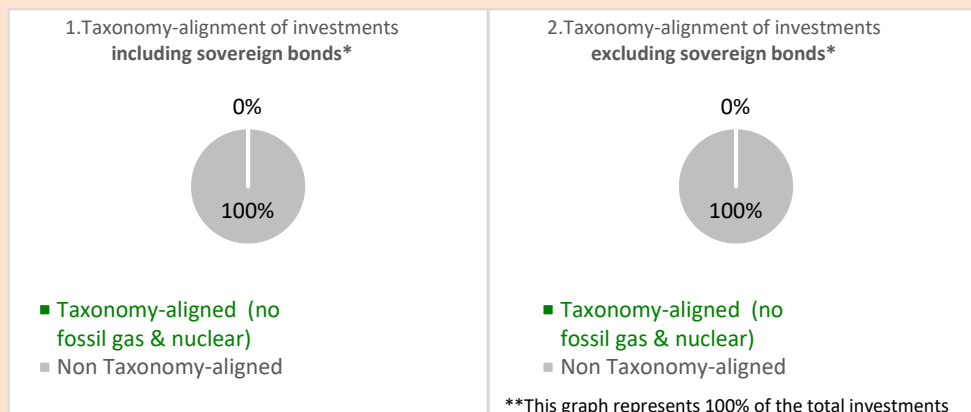 1.Taxonomy-alignment of investments
including sovereign bonds*
0%
100%
■ Taxonomy-aligned (no
fossil gas & nuclear)
■ Non Taxonomy-aligned
2.Taxonomy-alignment of investments
excluding sovereign bonds*
0%
100%
■ Taxonomy-aligned (no
fossil gas & nuclear)
■ Non Taxonomy-aligned
**This graph represents 100% of the total investments